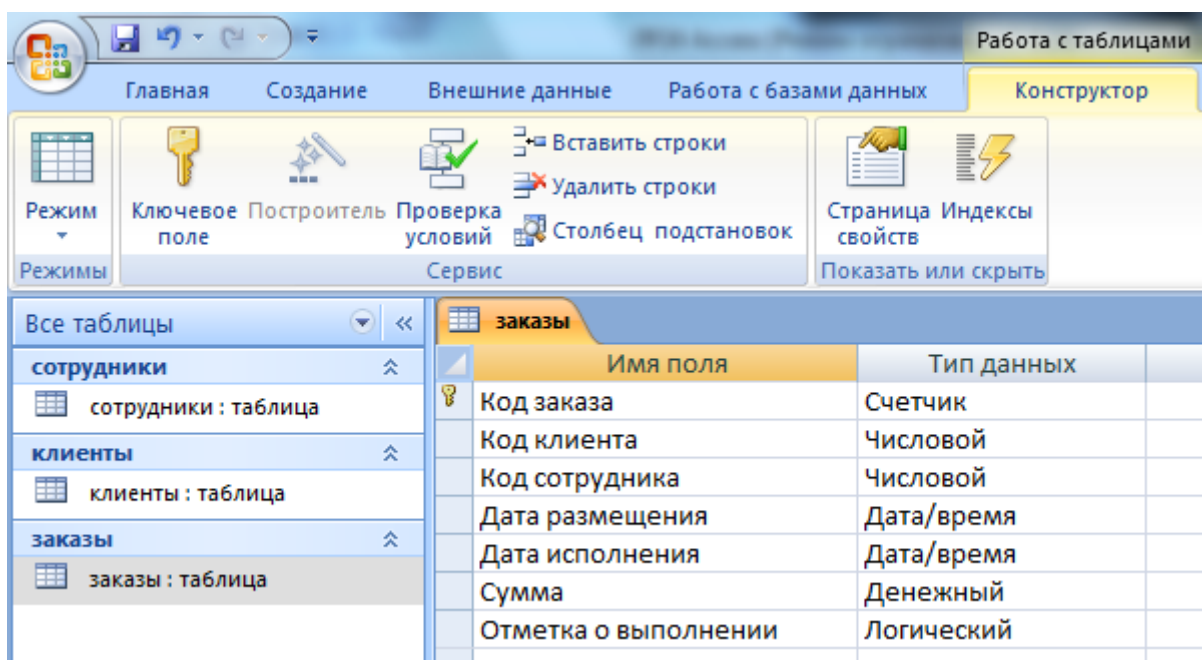 Работа с таблицами
Главная Создание Внешние данные Работа с базами данных Конструктор
Режим
Ключевое поле
Построитель
Проверка условий
Вставить строки
Удалить строки
Столбец подстановок
Страница свойств
Индексы
Режимы Сервис Показать или скрыть
Все таблицы
сотрудники
сотрудники : таблица
клиенты
клиенты : таблица
заказы
заказы : таблица
заказы
Имя поля Тип данных
Код заказа Счетчик
Код клиента Числовой
Код сотрудника Числовой
Дата размещения Дата/время
Дата исполнения Дата/время
Сумма Денежный
Отметка о выполнении Логический